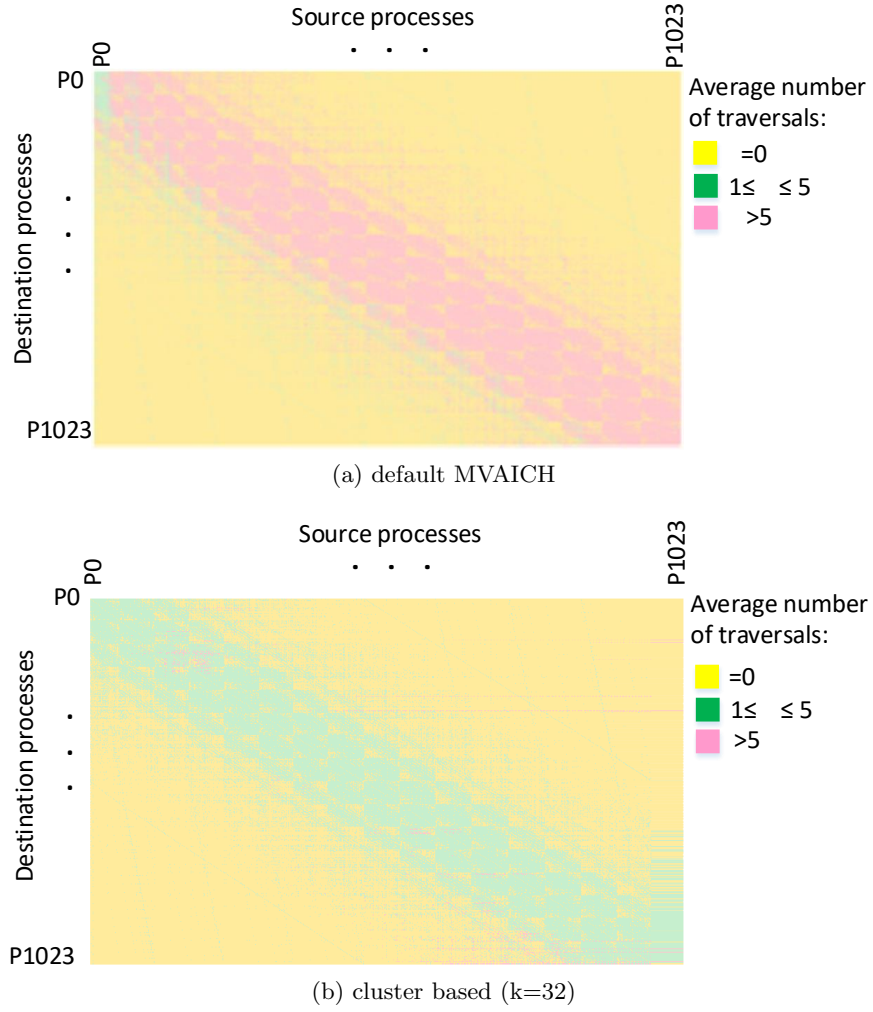 Source processes
. . .
P0
P1023
P0
Destination processes
. . .
P1023
Average number
of traversals:
=0
1≤ ≤ 5
>5
(a) default MVAICH
Source processes
. . .
P0
P1023
P0
Destination processes
. . .
P1023
Average number
of traversals:
=0
1≤ ≤ 5
>5
(b) cluster based (k=32)